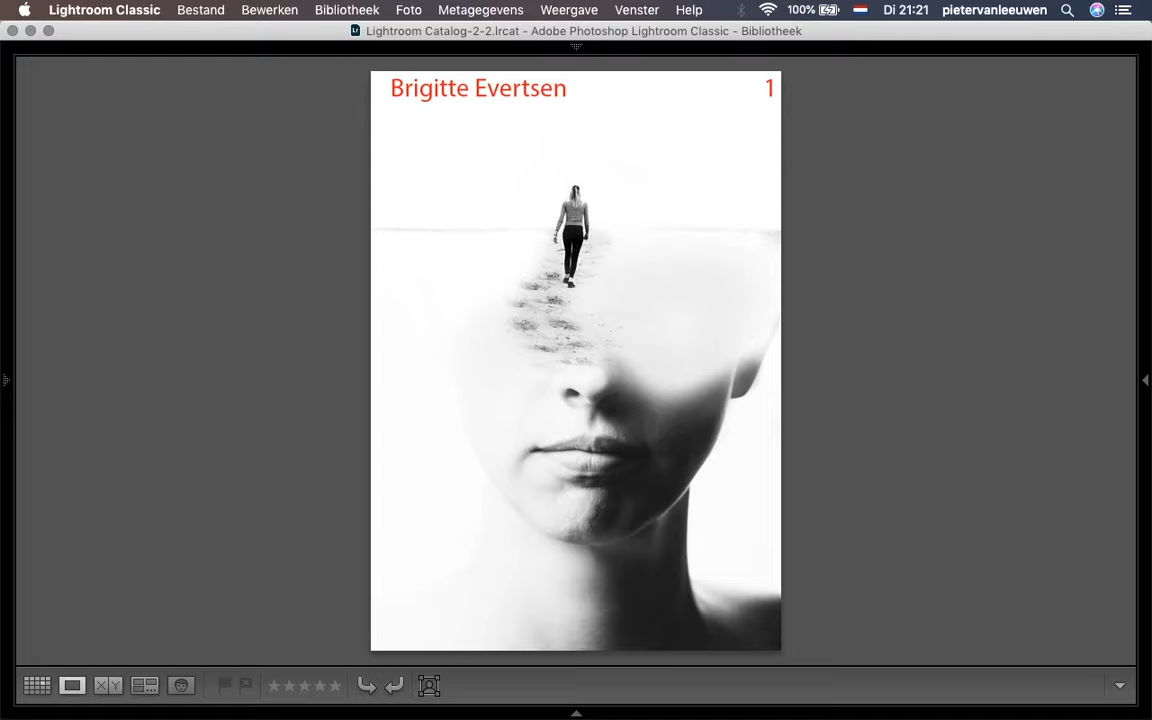 Lightroom Classic Bestand Bewerken Bibliotheek Foto Metagegevens Weergave Venster Help 100% Di 21:21 pietervanleeuwen
Lightroom Catalog-2-2.lrcat - Adobe Photoshop Lightroom Classic - Bibliotheek
Brigitte Evertsen 1
XY